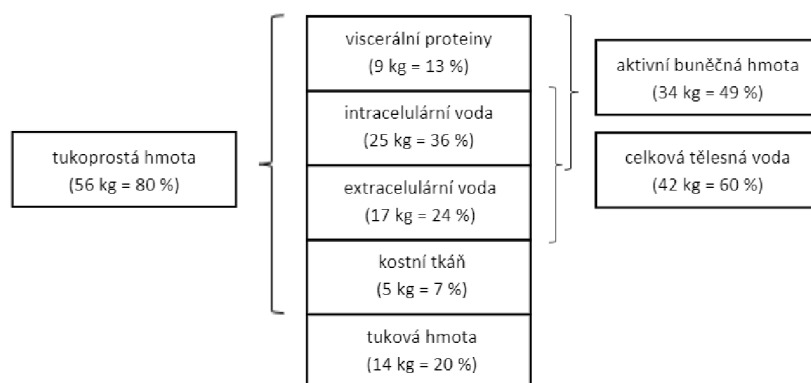 tukoprostá hmota
(56 kg = 80 %)
viscerální proteiny
(9 kg = 13 %)
intracelulární voda
(25 kg = 36 %)
extracelulární voda
(17 kg = 24 %)
kostní tkáň
(5 kg = 7 %)
tuková hmota
(14 kg = 20 %)
aktivní buněčná hmota
(34 kg = 49 %)
celková tělesná voda
(42 kg = 60 %)